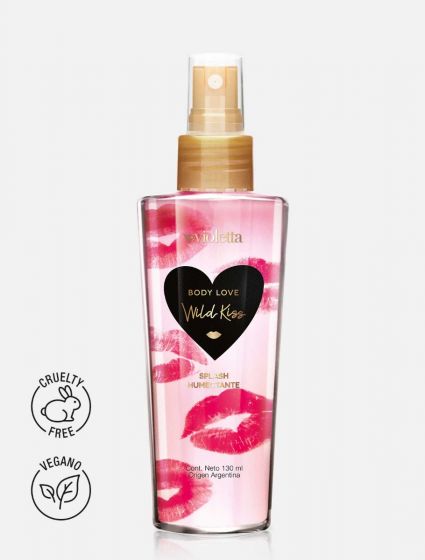 violetta
BODY LOVE
Wild Kiss
SPLASH
HUMECTANTE
Cont. Neto 130 ml
Origen Argentina
CRUELTY
FREE
VEGANO